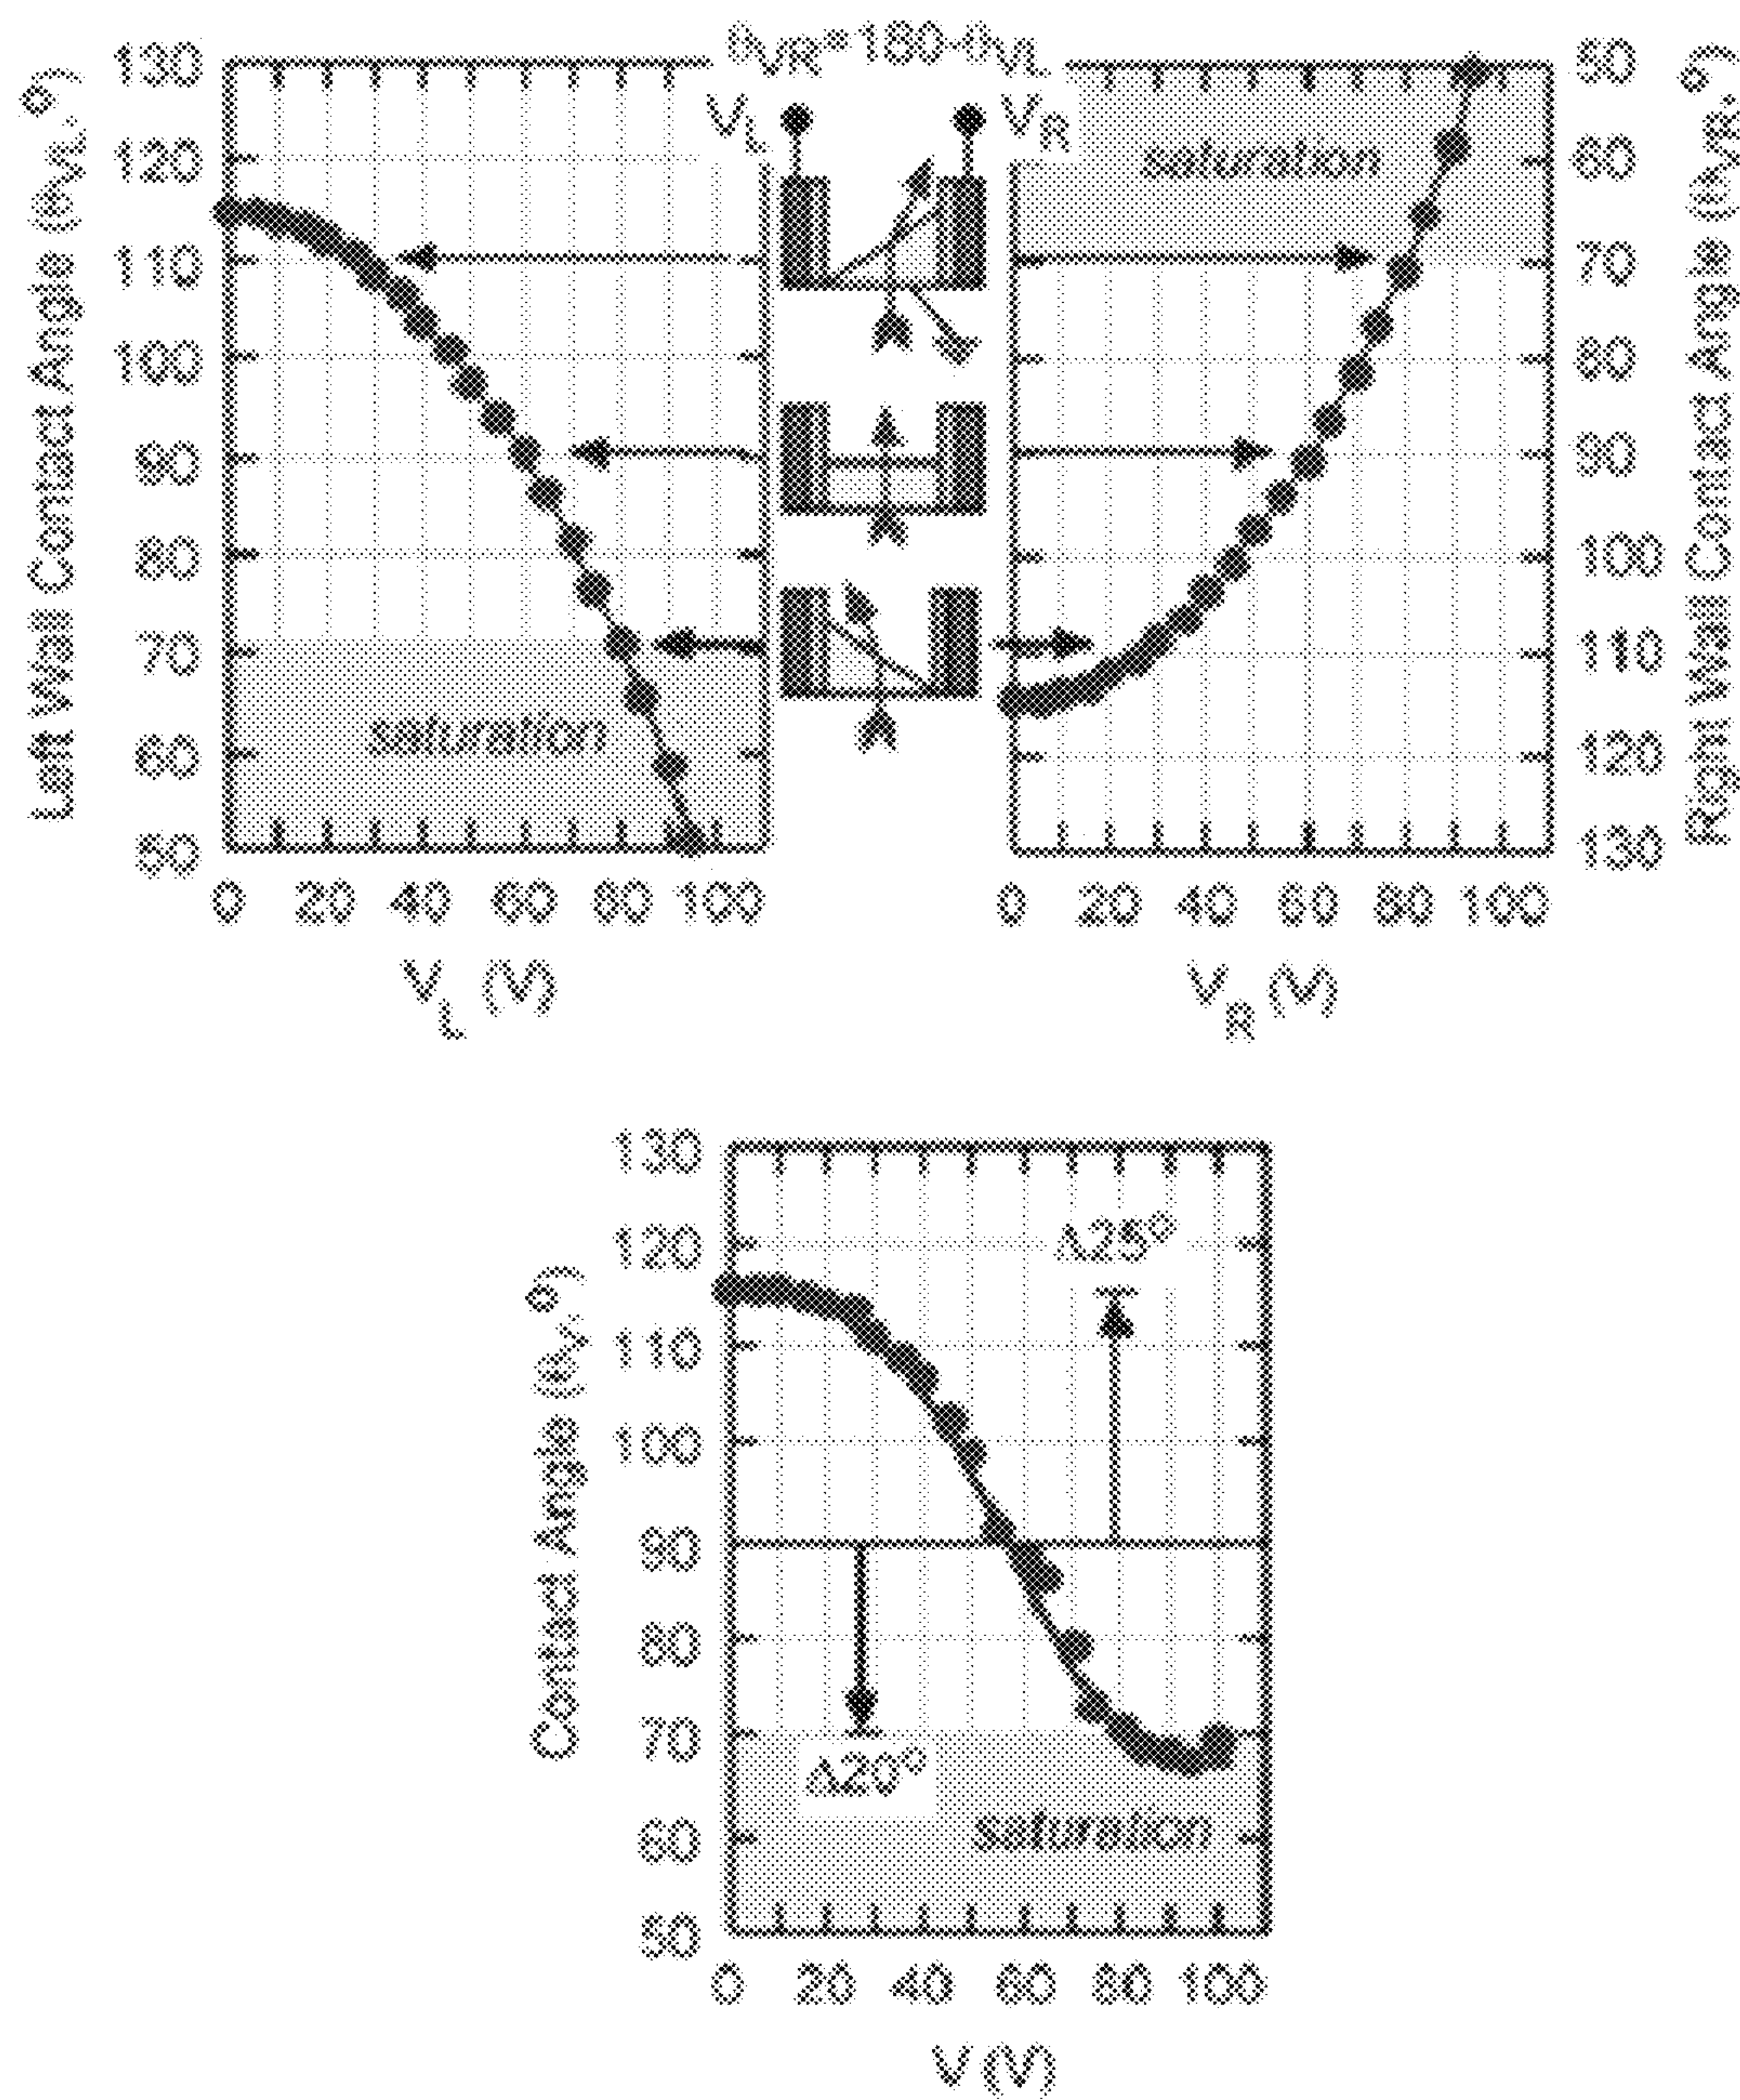 θVR=180-θVL
VL
VR
Left Wall Contact Angle (θVL,°)
130
120
110
100
90
80
70
60
50
saturation
0 20 40 60 80 100
VL (V)
saturation
50
60
70
80
90
100
110
120
130
Right Wall Contact Angle (θVR,°)
0 20 40 60 80 100
VR (V)
Contact Angle (θV,°)
130
120
110
100
90
80
70
60
50
Δ25°
Δ20°
saturation
0 20 40 60 80 100
V (V)